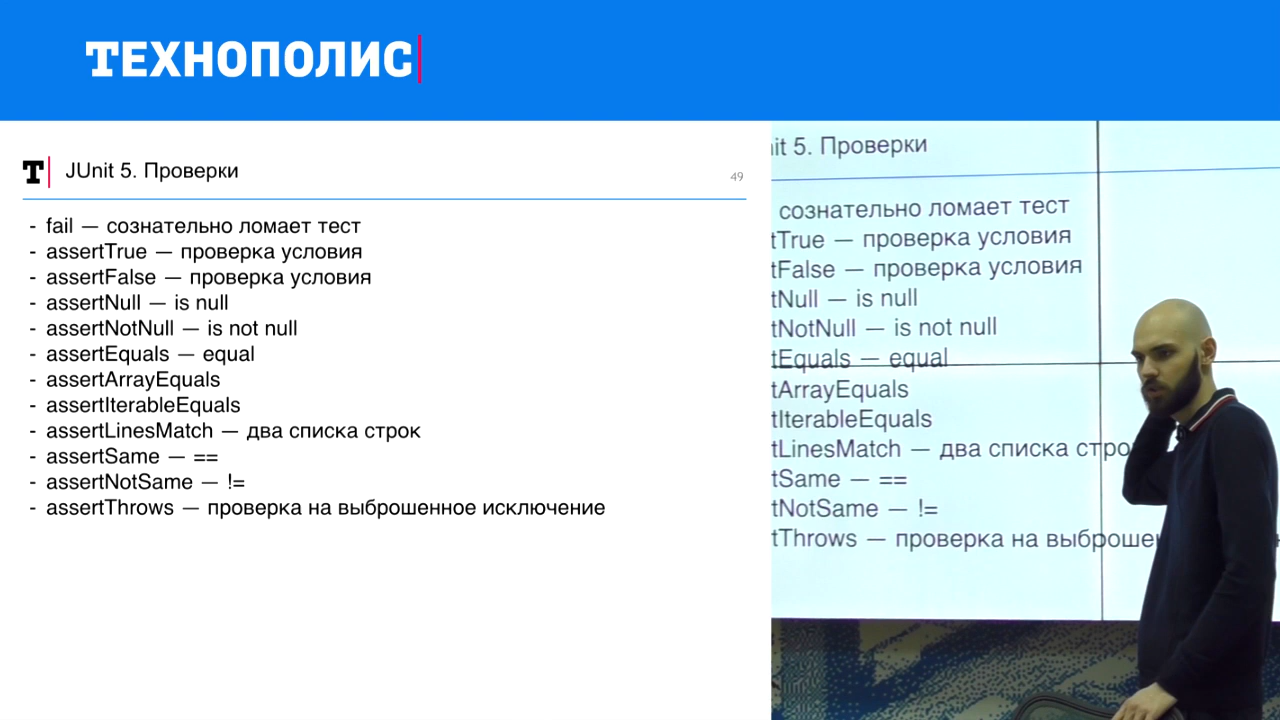 ТЕХНОПОЛИС
T JUnit 5. Проверки
49
- fail — сознательно ломает тест
- assertTrue — проверка условия
- assertFalse — проверка условия
- assertNull — is null
- assertNotNull — is not null
- assertEquals — equal
- assertArrayEquals
- assertIterableEquals
- assertLinesMatch — два списка строк
- assertSame — ==
- assertNotSame — !=
- assertThrows — проверка на выброшенное исключение
it 5. Проверки
сознательно ломает тест
tTrue — проверка условия
tFalse — проверка условия
tNull — is null
tNotNull — is not null
tEquals — equal
tArrayEquals
tIterableEquals
tLinesMatch — два списка стро
tSame — ==
tNotSame — !=
tThrows — проверка на выброше